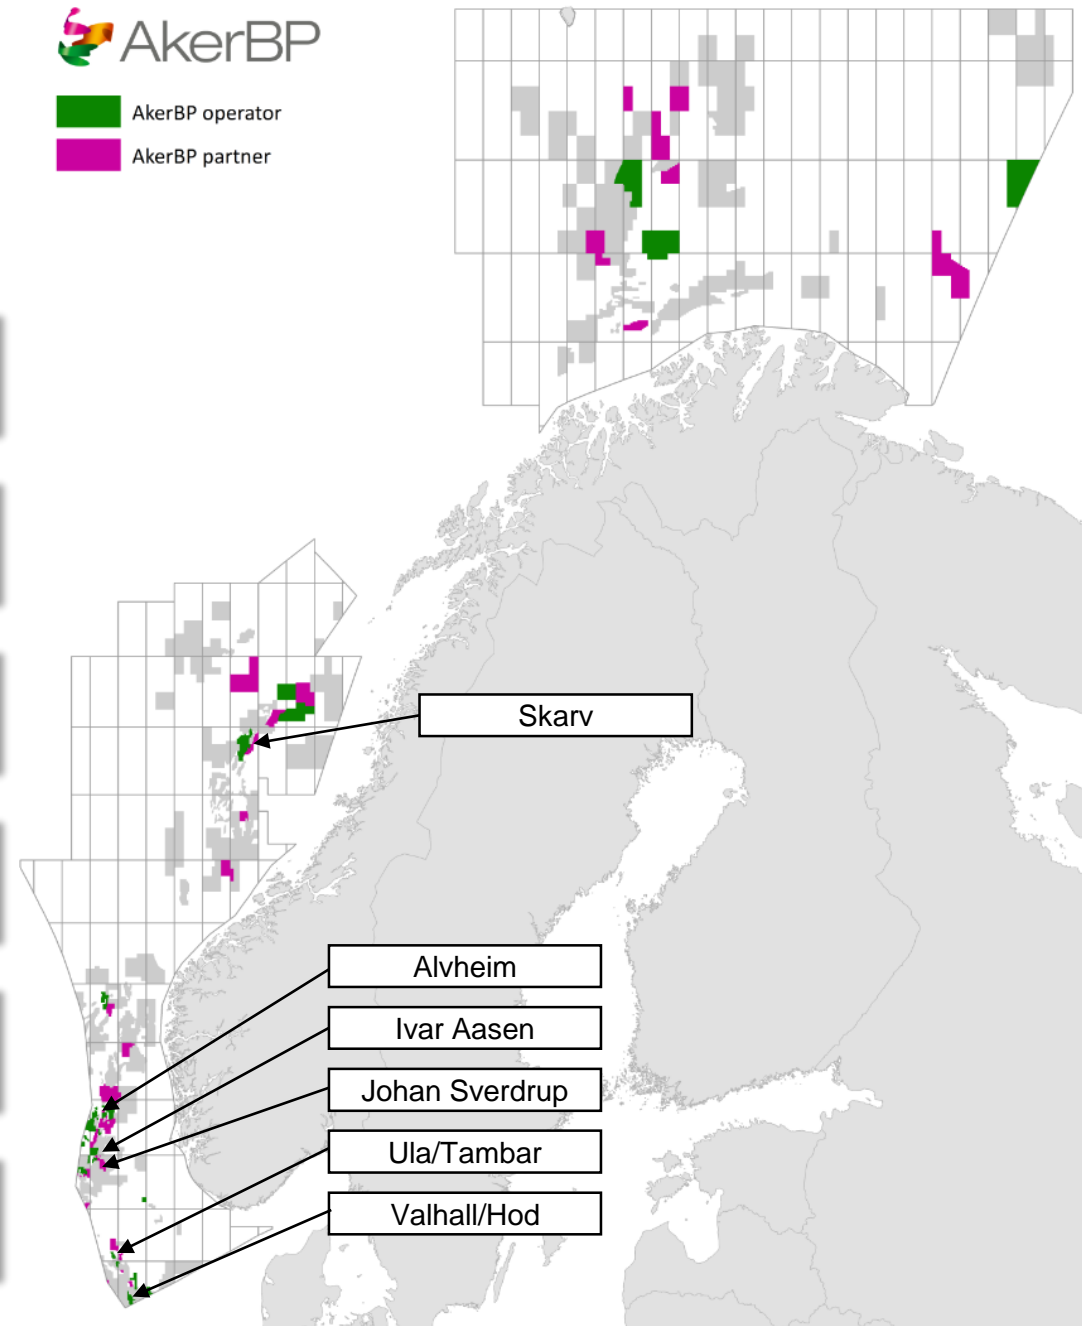 AkerBP
AkerBP operator
AkerBP partner
Skarv
Alvheim
Ivar Aasen
Johan Sverdrup
Ula/Tambar
Valhall/Hod